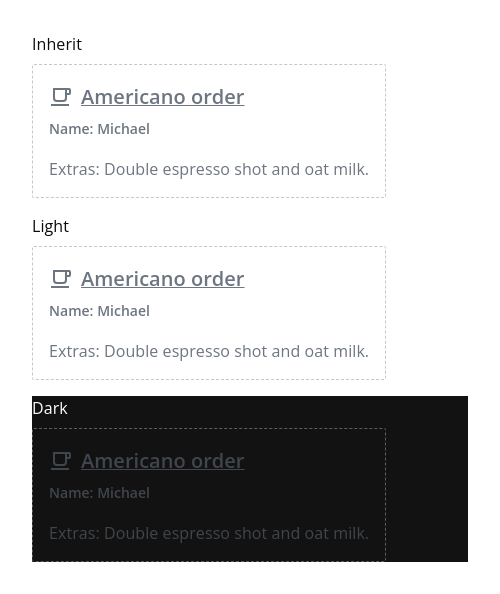 Inherit
Americano order
Name: Michael
Extras: Double espresso shot and oat milk.
Light
Americano order
Name: Michael
Extras: Double espresso shot and oat milk.
Dark
Americano order
Name: Michael
Extras: Double espresso shot and oat milk.